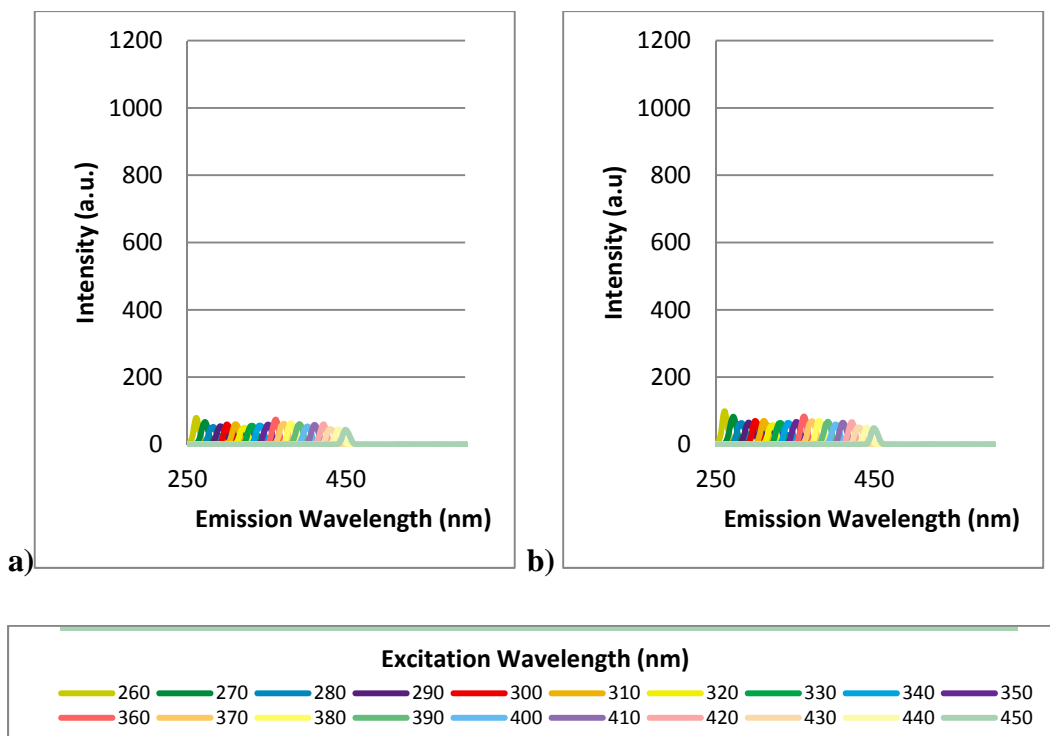 1200
1000
800
600
400
200
0
250 450
Intensity (a.u.)
Emission Wavelength (nm)
a)
1200
1000
800
600
400
200
0
250 450
Intensity (a.u)
Emission Wavelength (nm)
b)
Excitation Wavelength (nm)
260 270 280 290 300 310 320 330 340 350
360 370 380 390 400 410 420 430 440 450